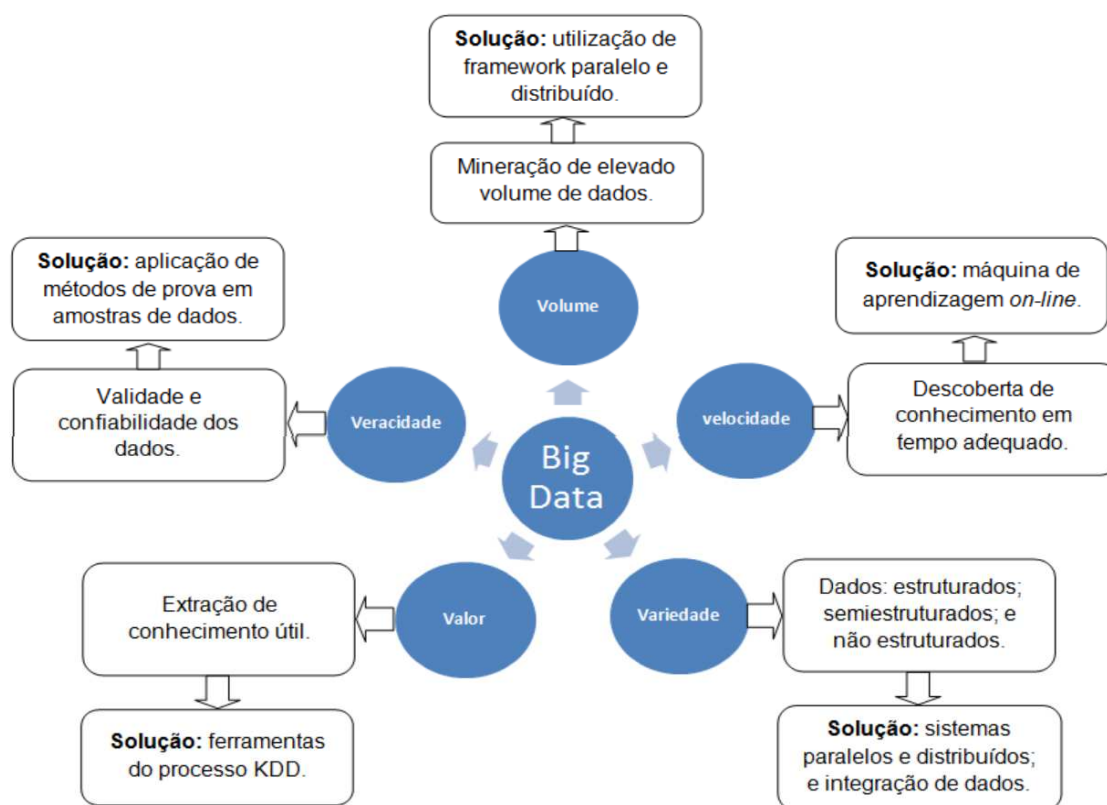 Solução: utilização de
framework paralelo e
distribuído.
Mineração de elevado
volume de dados.
Volume
Solução: aplicação de
métodos de prova em
amostras de dados.
Validade e
confiabilidade dos
dados.
Veracidade
Solução: máquina de
aprendizagem on-line.
Descoberta de
conhecimento em
tempo adequado.
velocidade
Big
Data
Extração de
conhecimento útil.
Valor
Solução: ferramentas
do processo KDD.
Variedade
Dados: estruturados;
semiestruturados; e
não estruturados.
Solução: sistemas
paralelos e distribuídos;
e integração de dados.